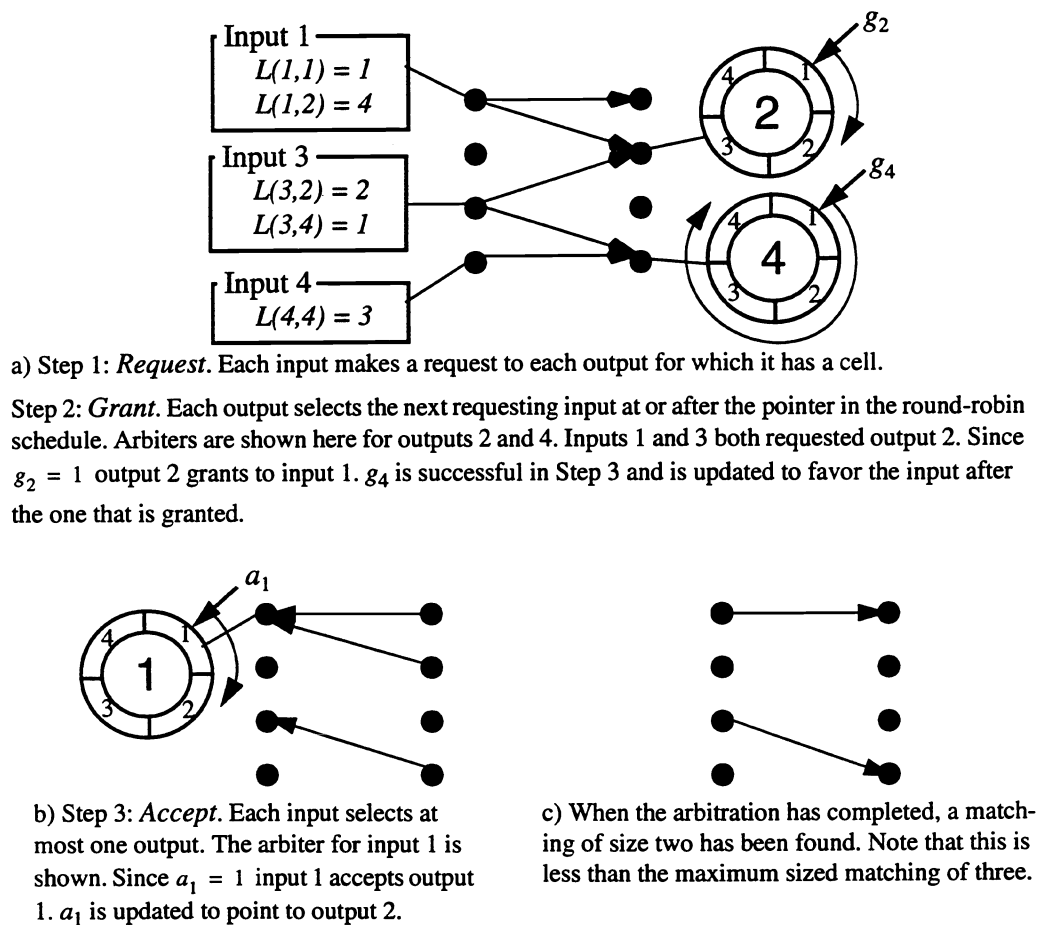 Input 1
L(1,1) = 1
L(1,2) = 4
Input 3
L(3,2) = 2
L(3,4) = 1
Input 4
L(4,4) = 3
g2
4 1
2
3 2
g4
4 1
4
3 2
a) Step 1: Request. Each input makes a request to each output for which it has a cell.
Step 2: Grant. Each output selects the next requesting input at or after the pointer in the round-robin
schedule. Arbiters are shown here for outputs 2 and 4. Inputs 1 and 3 both requested output 2. Since
g2 = 1 output 2 grants to input 1. g4 is successful in Step 3 and is updated to favor the input after
the one that is granted.
a1
4 1
1
3 2
b) Step 3: Accept. Each input selects at
most one output. The arbiter for input 1 is
shown. Since a1 = 1 input 1 accepts output
1. a1 is updated to point to output 2.
c) When the arbitration has completed, a match-
ing of size two has been found. Note that this is
less than the maximum sized matching of three.